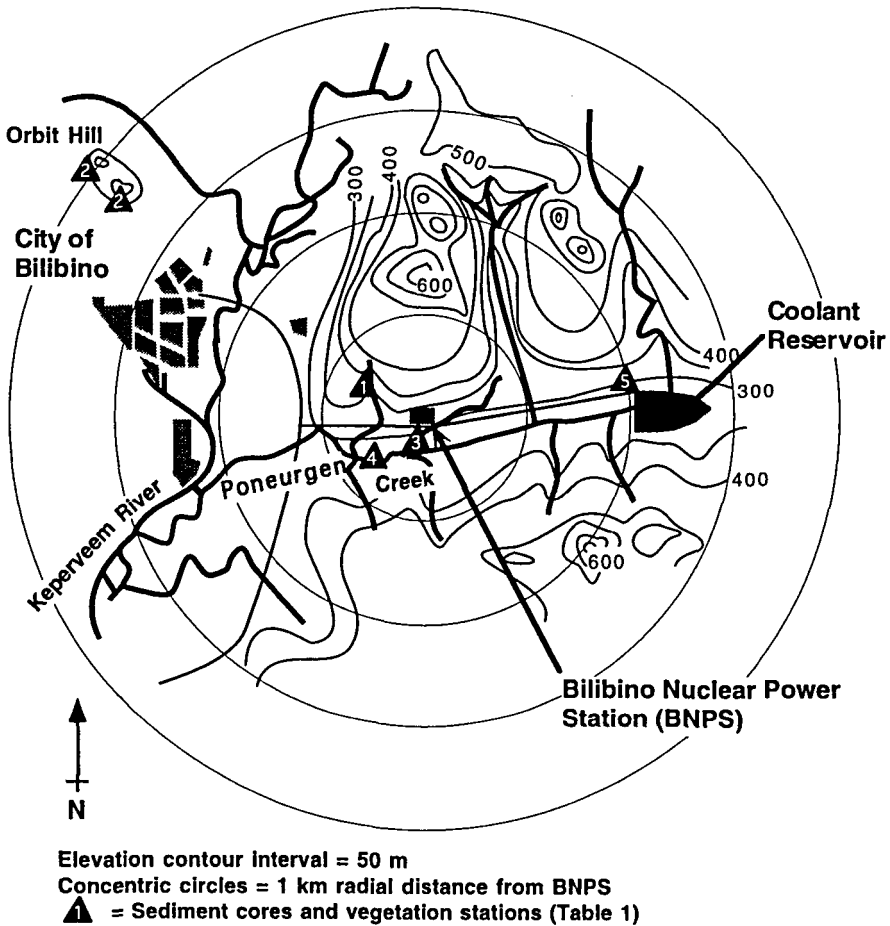 Orbit Hill
2
2
City of
Bilibino
500
400
300
600
Coolant
Reservoir
400
300
1
5
3
4
Poneurgen
Creek
400
Keperveem River
600
Bilibino Nuclear Power
Station (BNPS)
N
Elevation contour interval = 50 m
Concentric circles = 1 km radial distance from BNPS
1 = Sediment cores and vegetation stations (Table 1)